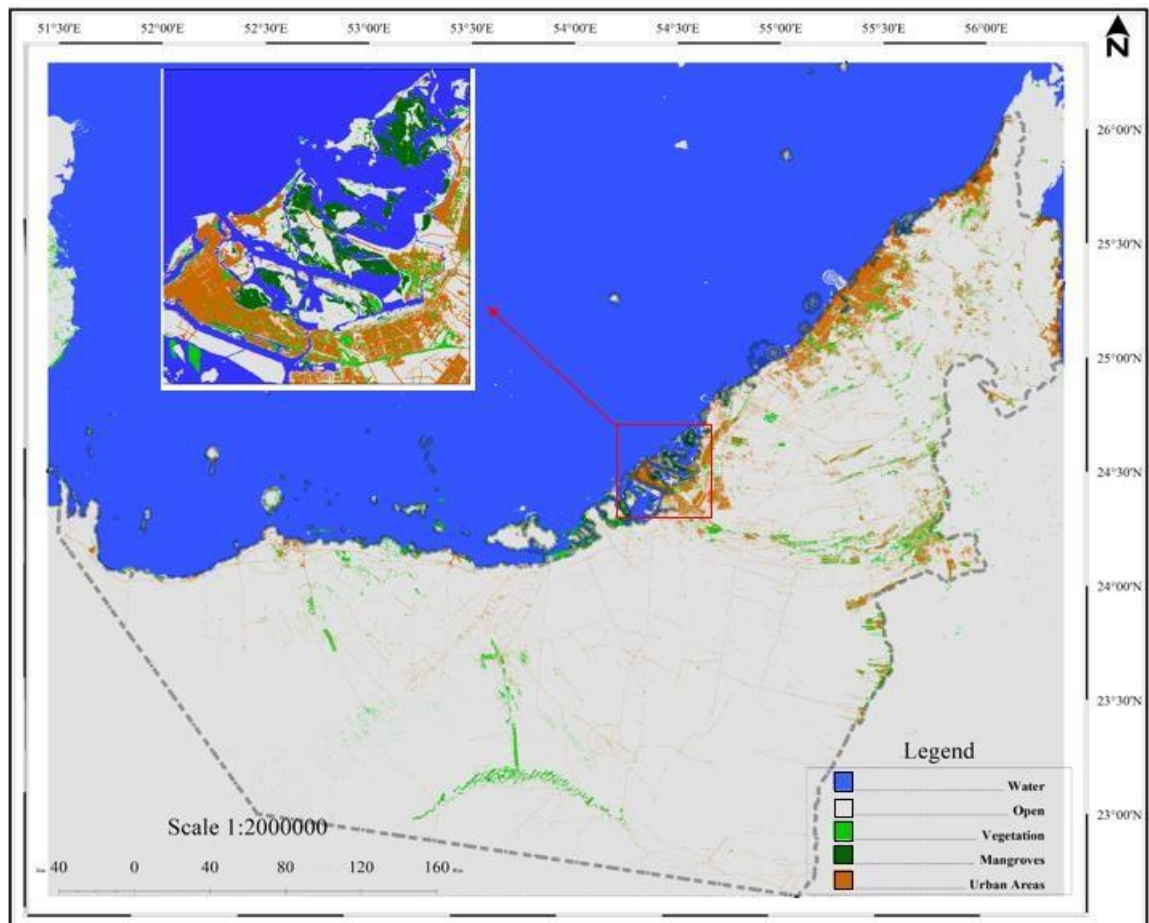 51°30'E 52°00'E 52°30'E 53°00'E 53°30'E 54°00'E 54°30'E 55°00'E 55°30'E 56°00'E
N
26°00'N
25°30'N
25°00'N
24°30'N
24°00'N
23°30'N
23°00'N
Legend
Water
Open
Vegetation
Mangroves
Urban Areas
Scale 1:2000000
Km 40 0 40 80 120 160 Km